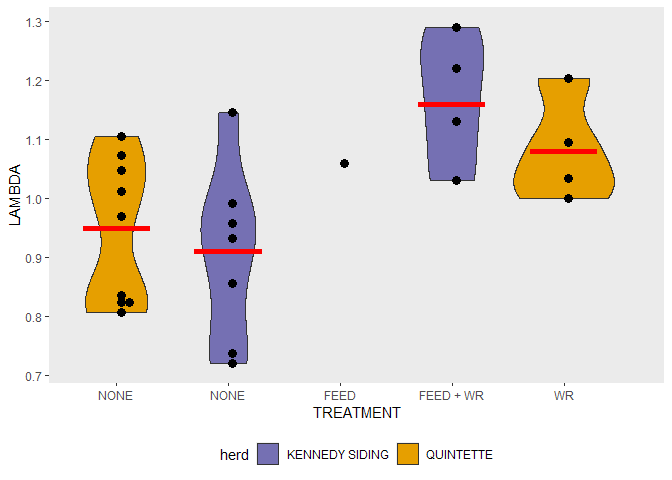 LAMBDA
1.3
1.2
1.1
1.0
0.9
0.8
0.7
NONE NONE FEED FEED + WR WR
TREATMENT
herd KENNEDY SIDING QUINTETTE